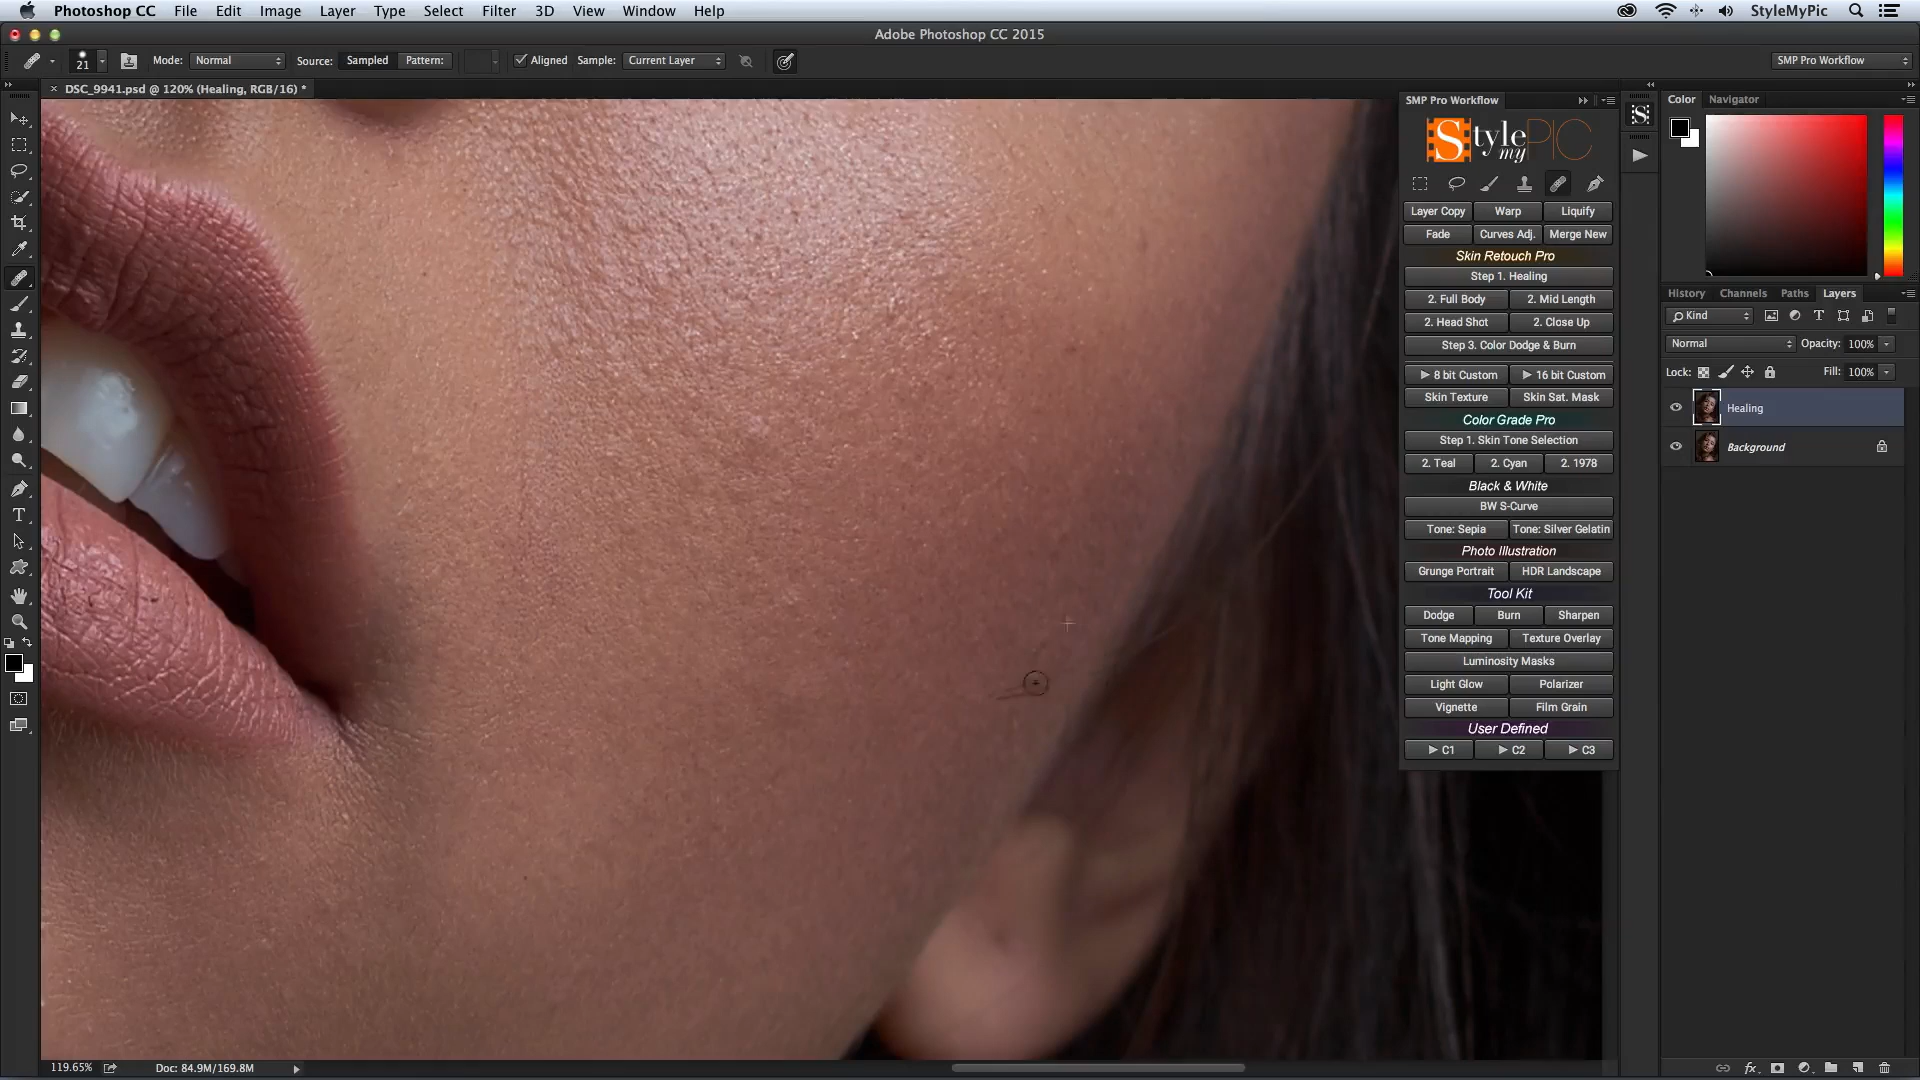 Photoshop CC File Edit Image Layer Type Select Filter 3D View Window Help StyleMyPic
Adobe Photoshop CC 2015
21 Mode: Normal Source: Sampled Pattern: Aligned Sample: Current Layer SMP Pro Workflow
DSC_9941.psd @ 120% (Healing, RGB/16) *
SMP Pro Workflow
Style my PIC
Layer Copy Warp Liquify
Fade Curves Adj. Merge New
Skin Retouch Pro
Step 1. Healing
2. Full Body 2. Mid Length
2. Head Shot 2. Close Up
Step 3. Color Dodge & Burn
8 bit Custom 16 bit Custom
Skin Texture Skin Sat. Mask
Color Grade Pro
Step 1. Skin Tone Selection
2. Teal 2. Cyan 2. 1978
Black & White
BW S-Curve
Tone: Sepia Tone: Silver Gelatin
Photo Illustration
Grunge Portrait HDR Landscape
Tool Kit
Dodge Burn Sharpen
Tone Mapping Texture Overlay
Luminosity Masks
Light Glow Polarizer
Vignette Film Grain
User Defined
C1 C2 C3
Color Navigator
History Channels Paths Layers
Kind
Normal Opacity: 100%
Lock: Fill: 100%
Healing
Background
119.65% Doc: 84.9M/169.8M